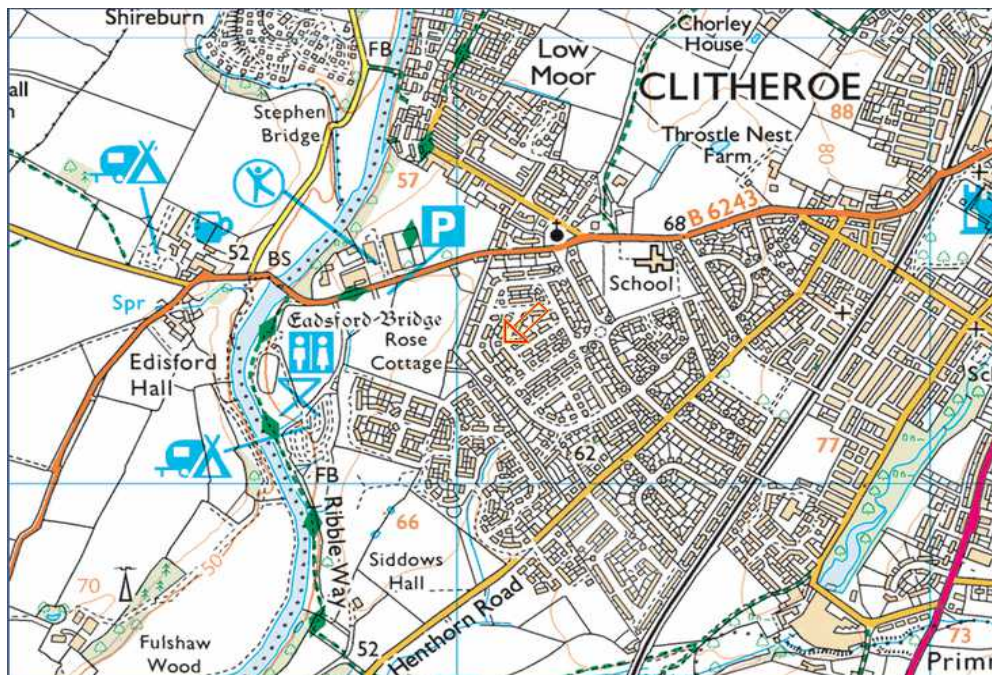 Shireburn
FB
Chorley
House
Low
Moor
CLITHEROE
88
all
Stephen
Bridge
Throstle Nest
Farm
80
57
68
B 6243
P
52
BS
School
Spr
Eadsford Bridge
Rose
Cottage
Edisford
Hall
Sc
62
77
FB
Ribble Way
66
Siddows
Hall
70
50
Henthorn Road
Fulshaw
Wood
52
73
Primr